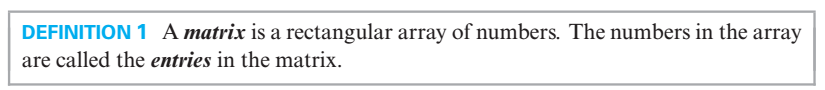 DEFINITION 1 A matrix is a rectangular array of numbers. The numbers in the array
are called the entries in the matrix.